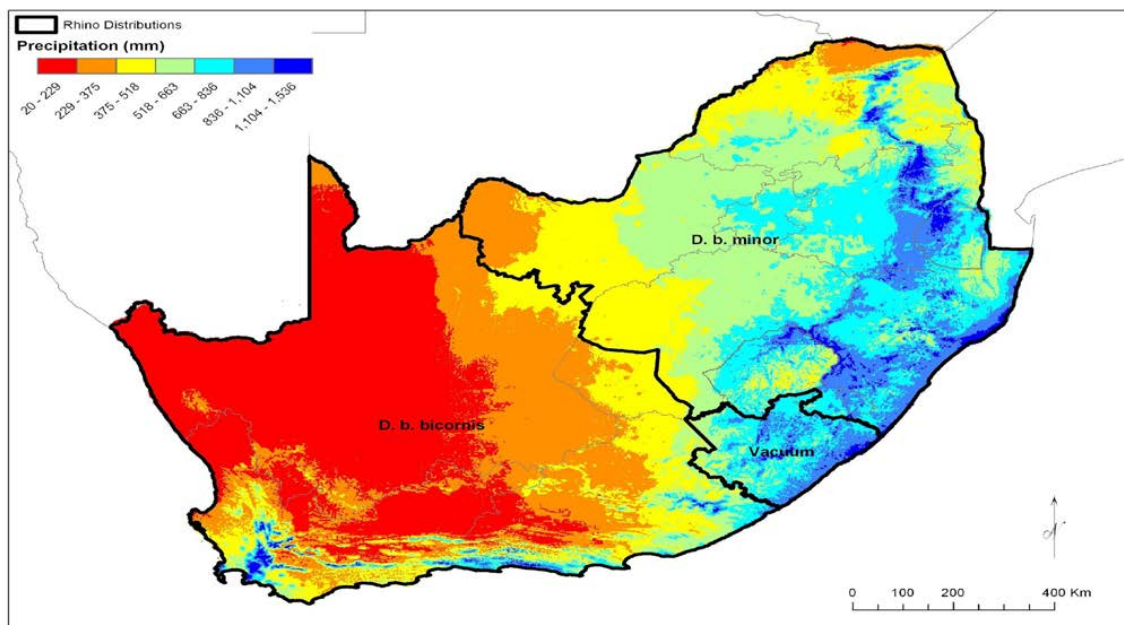 Rhino Distributions
Precipitation (mm)
20 - 229
229 - 375
375 - 518
518 - 663
663 - 836
836 - 1,104
1,104 - 1,536
D. b. minor
D. b. bicornis
Vacuum
N
0 100 200 400 Km